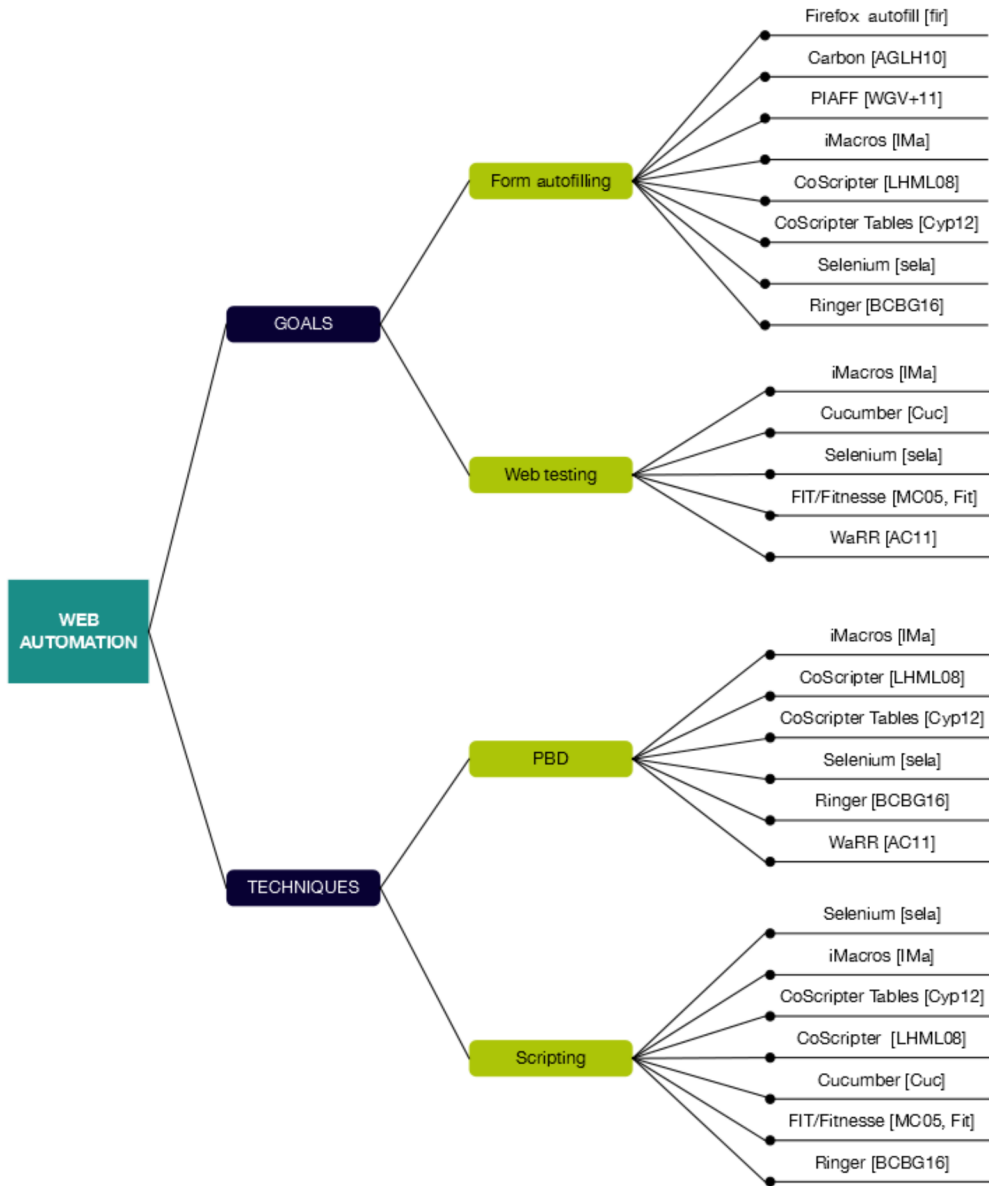 Firefox autofill [fir]
Carbon [AGLH10]
PIAFF [WGV+11]
iMacros [IMa]
Form autofilling
CoScripter [LHML08]
CoScripter Tables [Cyp12]
Selenium [sela]
Ringer [BCBG16]
GOALS
iMacros [IMa]
Cucumber [Cuc]
Web testing
Selenium [sela]
FIT/Fitnesse [MC05, Fit]
WaRR [AC11]
WEB
AUTOMATION
iMacros [IMa]
CoScripter [LHML08]
CoScripter Tables [Cyp12]
PBD
Selenium [sela]
Ringer [BCBG16]
WaRR [AC11]
TECHNIQUES
Selenium [sela]
iMacros [IMa]
CoScripter Tables [Cyp12]
CoScripter [LHML08]
Scripting
Cucumber [Cuc]
FIT/Fitnesse [MC05, Fit]
Ringer [BCBG16]